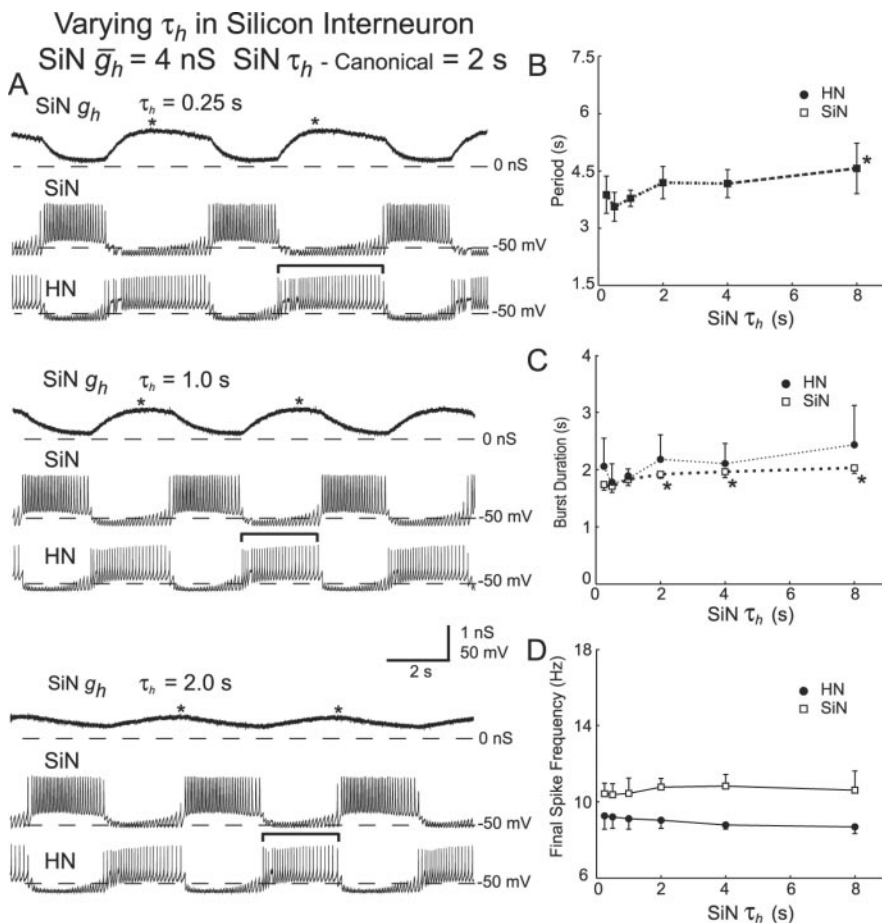 Varying τh in Silicon Interneuron
SiN g̅h = 4 nS SiN τh - Canonical = 2 s
A
SiN gh τh = 0.25 s
* *
0 nS
SiN
-50 mV
HN
-50 mV
SiN gh τh = 1.0 s
* *
0 nS
SiN
-50 mV
HN
-50 mV
1 nS
50 mV
2 s
SiN gh τh = 2.0 s
* *
0 nS
SiN
-50 mV
HN
-50 mV
B
HN
SiN
*
Period (s)
7.5
6
4.5
3
1.5
0 2 4 6 8
SiN τh (s)
C
HN
SiN
* * *
Burst Duration (s)
4
3
2
1
0
0 2 4 6 8
SiN τh (s)
D
HN
SiN
Final Spike Frequency (Hz)
18
14
10
6
0 2 4 6 8
SiN τh (s)